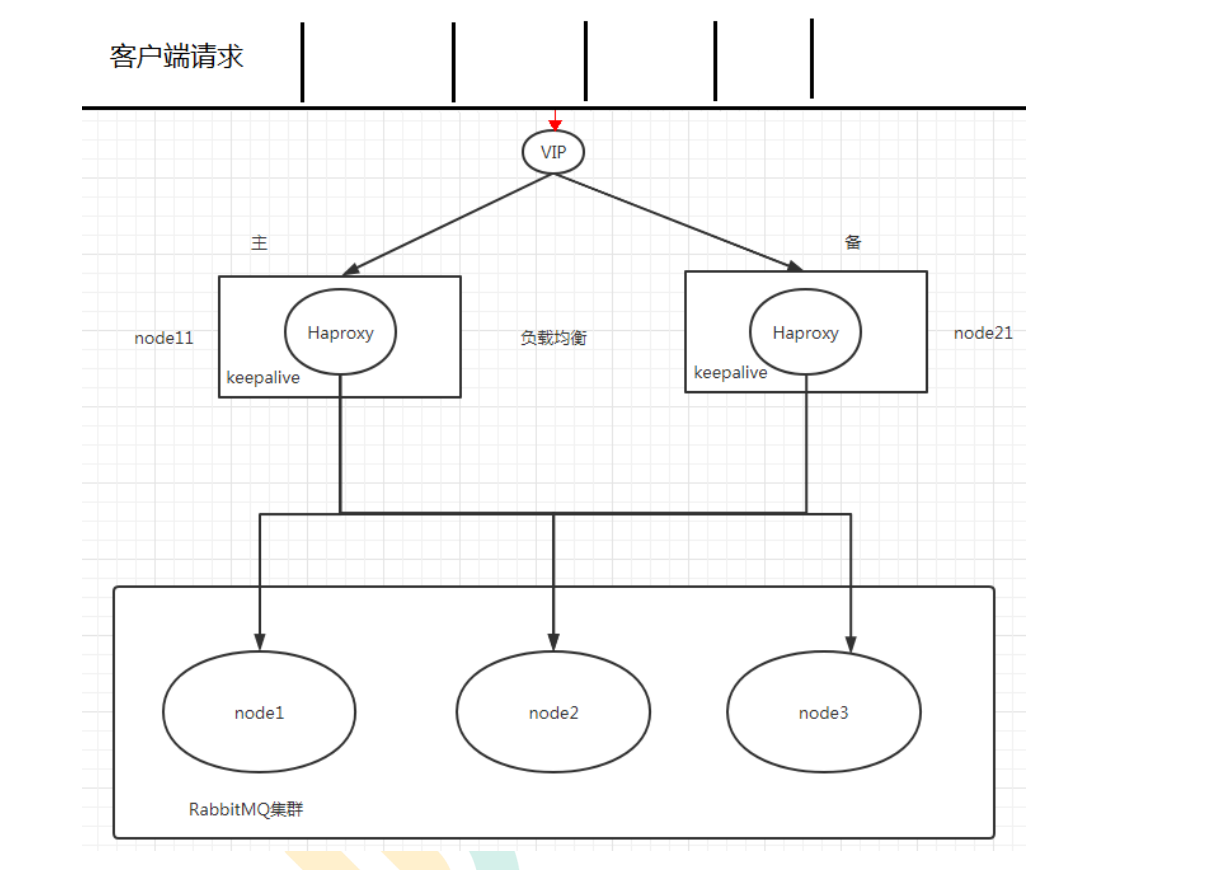 客户端请求
VIP
主
备
Haproxy
Haproxy
node11
负载均衡
node21
keepalive
keepalive
node1
node2
node3
RabbitMQ集群